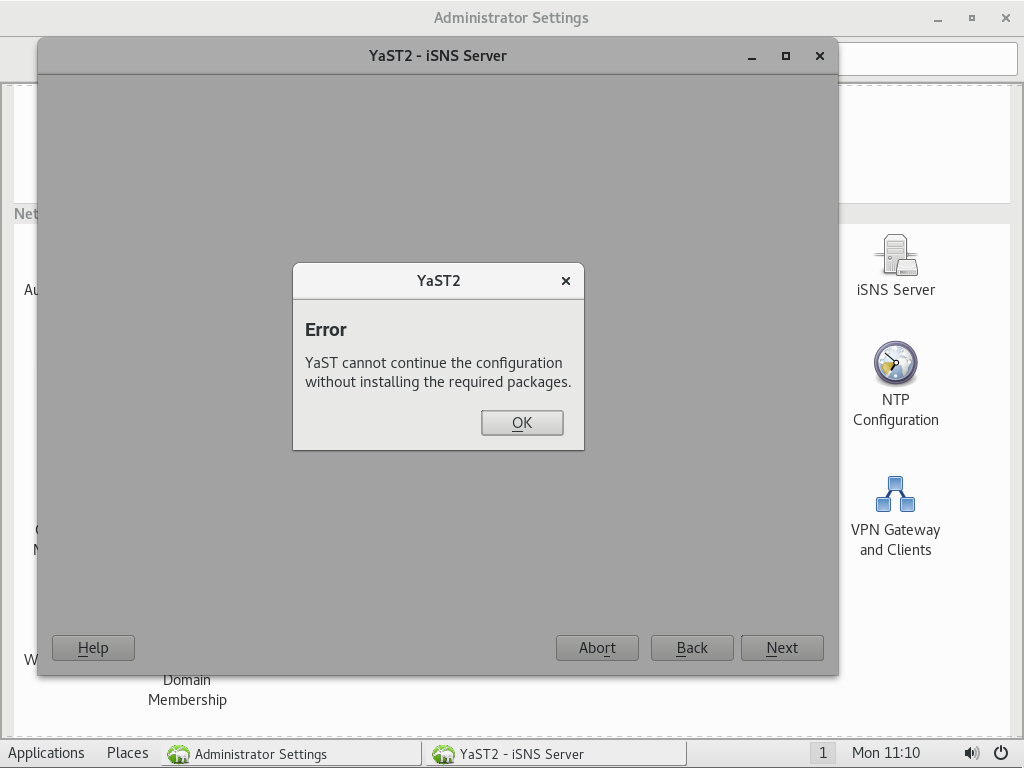 Administrator Settings
YaST2 - iSNS Server
Net
YaST2
Error
YaST cannot continue the configuration
without installing the required packages.
OK
Au
iSNS Server
NTP
Configuration
VPN Gateway
and Clients
Help
Abort
Back
Next
W
Domain
Membership
Applications
Places
Administrator Settings
YaST2 - iSNS Server
1
Mon 11:10